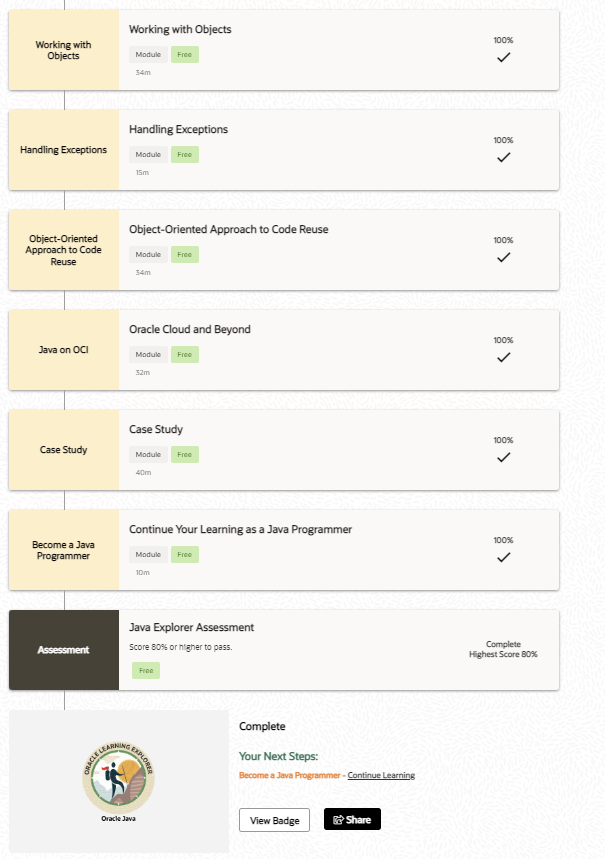 Working with
Objects
Working with Objects
Module Free
34m
100%
Handling Exceptions
Handling Exceptions
Module Free
15m
100%
Object-Oriented
Approach to Code
Reuse
Object-Oriented Approach to Code Reuse
Module Free
34m
100%
Java on OCI
Oracle Cloud and Beyond
Module Free
32m
100%
Case Study
Case Study
Module Free
40m
100%
Become a Java
Programmer
Continue Your Learning as a Java Programmer
Module Free
10m
100%
Assessment
Java Explorer Assessment
Score 80% or higher to pass.
Free
Complete
Highest Score 80%
ORACLE LEARNING EXPLORER
Oracle Java
Complete
Your Next Steps:
Become a Java Programmer - Continue Learning
View Badge Share